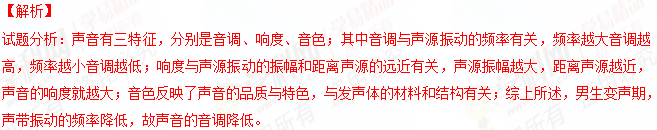 【解析】
试题分析：声音有三特征，分别是音调、响度、音色；其中音调与声源振动的频率有关，频率越大音调越
高，频率越小音调越低；响度与声源振动的振幅和距离声源的远近有关，声源振幅越大，距离声源越近，
声音的响度就越大；音色反映了声音的品质与特色，与发声体的材料和结构有关；综上所述，男生变声期，
声带振动的频率降低，故声音的音调降低。